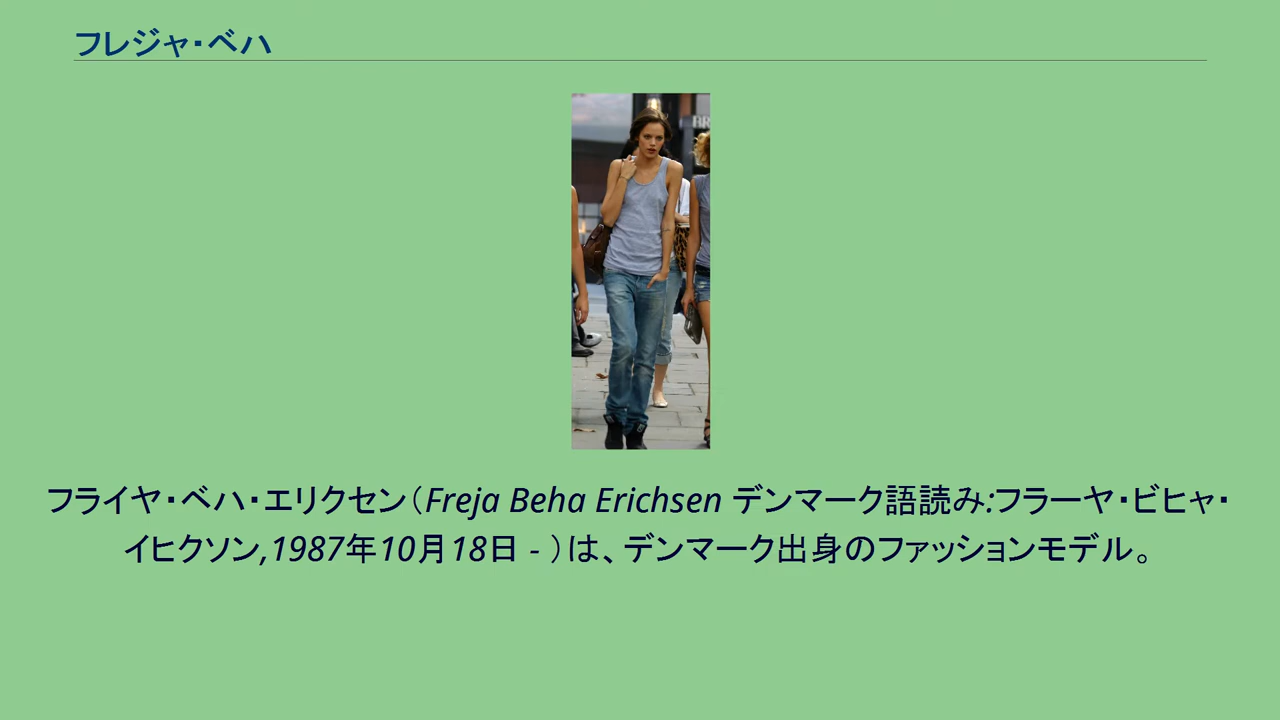 フレジャ・ベハ
BR
フライヤ・ベハ・エリクセン（Freja Beha Erichsen デンマーク語読み:フラーヤ・ビヒャ・
イヒクソン,1987年10月18日 - ）は、デンマーク出身のファッションモデル。